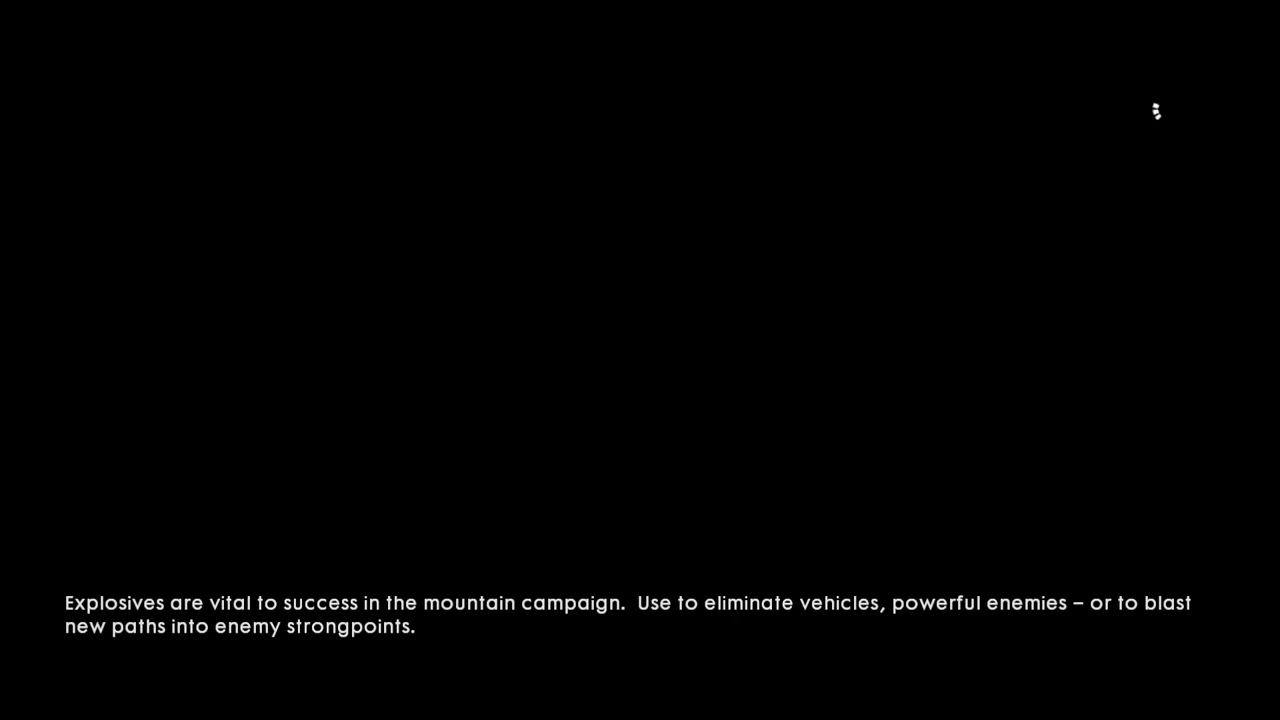 Explosives are vital to success in the mountain campaign.  Use to eliminate vehicles, powerful enemies – or to blast
new paths into enemy strongpoints.